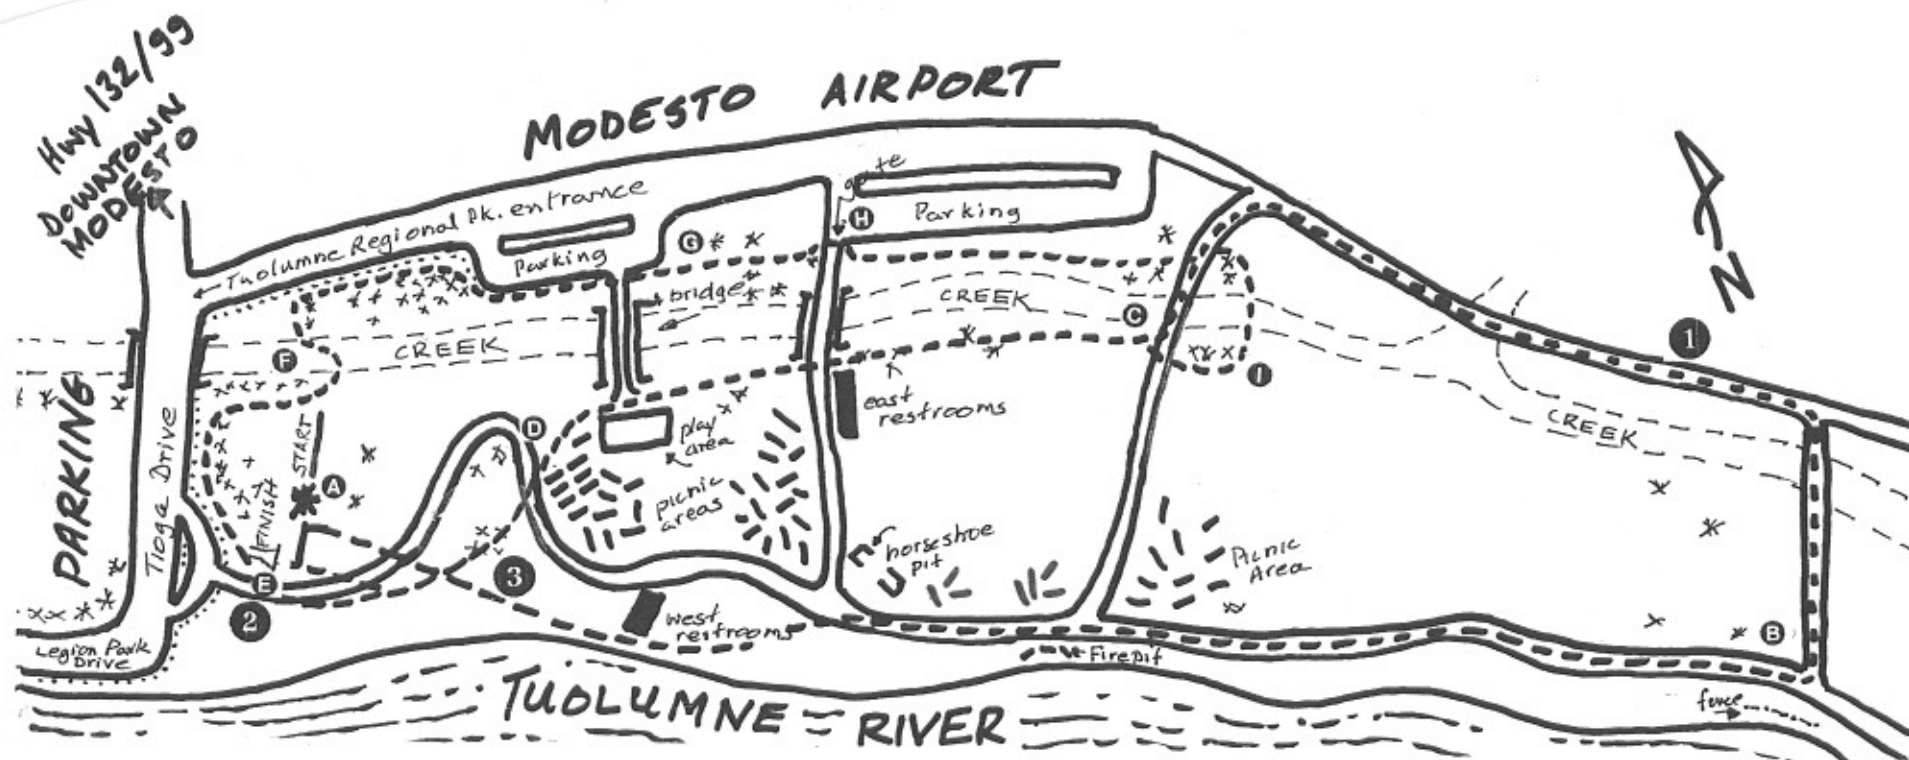 Hwy 132/99
DOWNTOWN
MODESTO
MODESTO AIRPORT
Tuolumne Regional Pk. entrance
Parking
gate
H
Parking
G
bridge
CREEK
CREEK
C
F
N
1
I
CREEK
PARKING
Tioga Drive
START
FINISH
A
D
play
area
picnic
areas
east
restrooms
horseshoe
pit
Picnic
Area
E
2
3
west
restrooms
B
Legion Park
Drive
Firepit
fence
TUOLUMNE RIVER